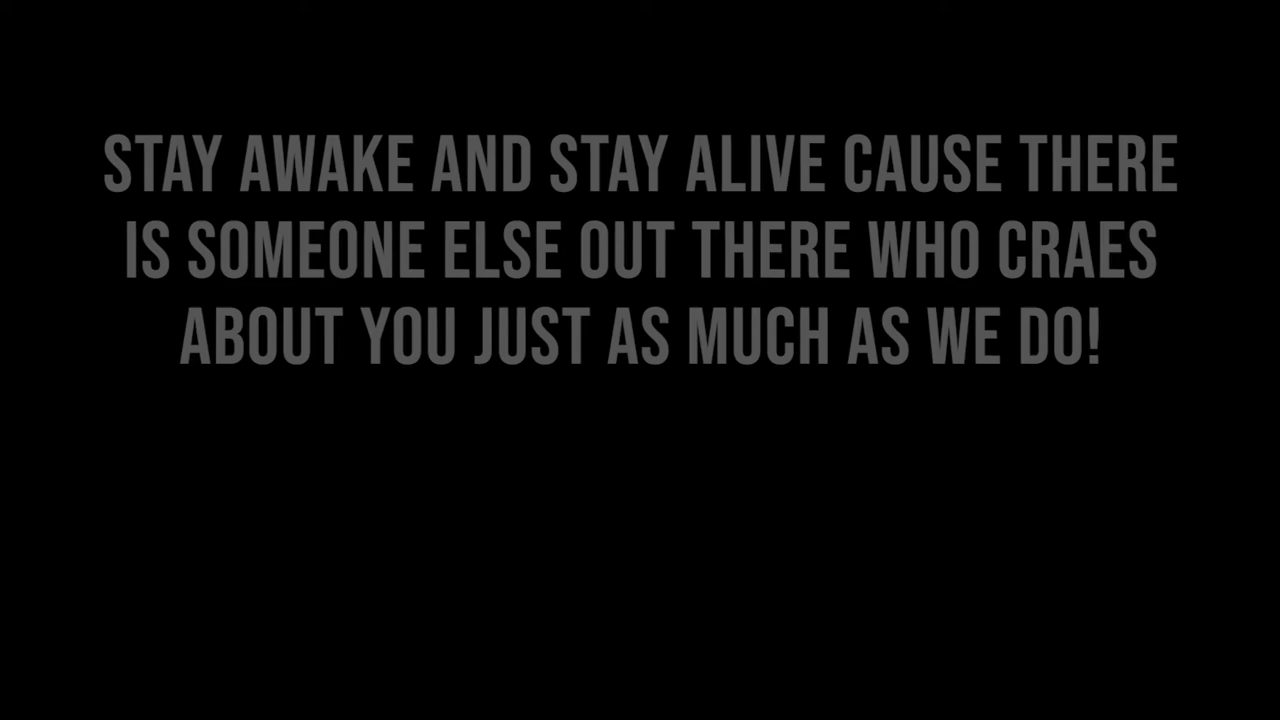 STAY AWAKE AND STAY ALIVE CAUSE THERE
IS SOMEONE ELSE OUT THERE WHO CRAES
ABOUT YOU JUST AS MUCH AS WE DO!